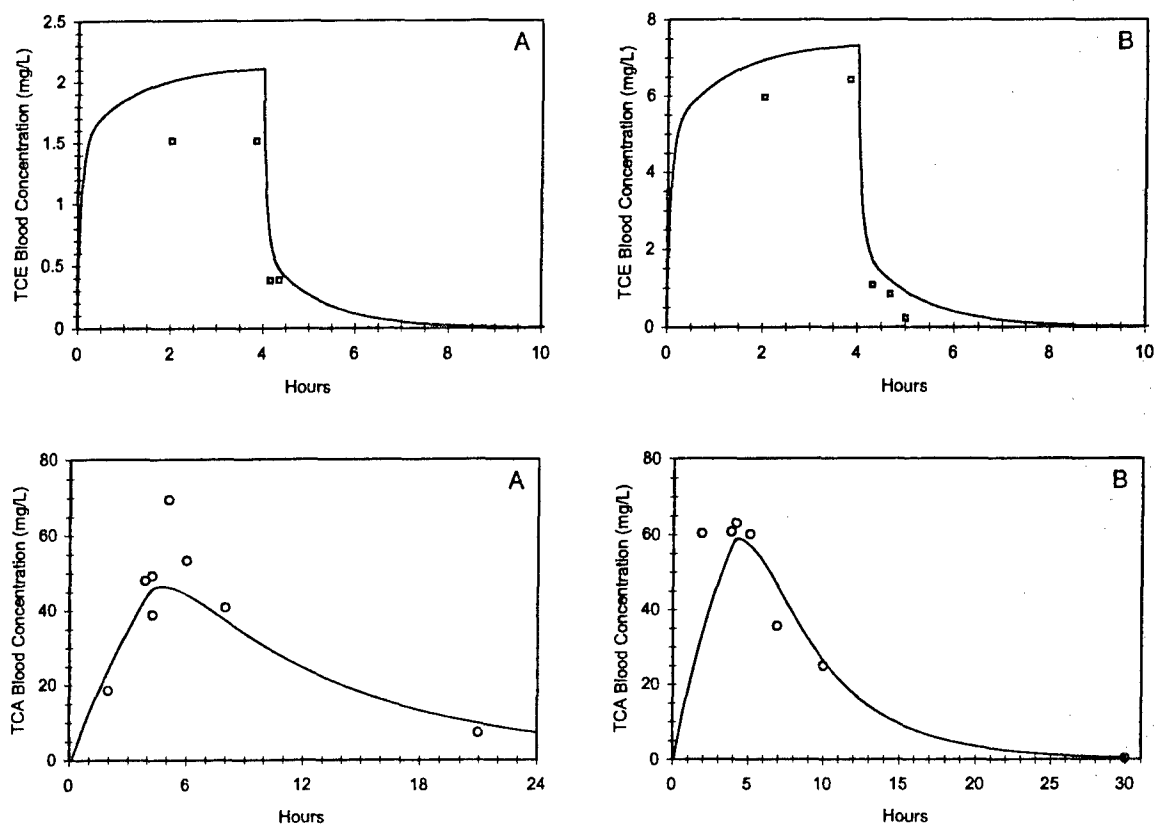 A
TCE Blood Concentration (mg/L)
2.5
2
1.5
1
0.5
0
0 2 4 6 8 10
Hours
B
TCE Blood Concentration (mg/L)
8
6
4
2
0
0 2 4 6 8 10
Hours
A
TCA Blood Concentration (mg/L)
80
60
40
20
0
0 6 12 18 24
Hours
B
TCA Blood Concentration (mg/L)
80
60
40
20
0
0 5 10 15 20 25 30
Hours